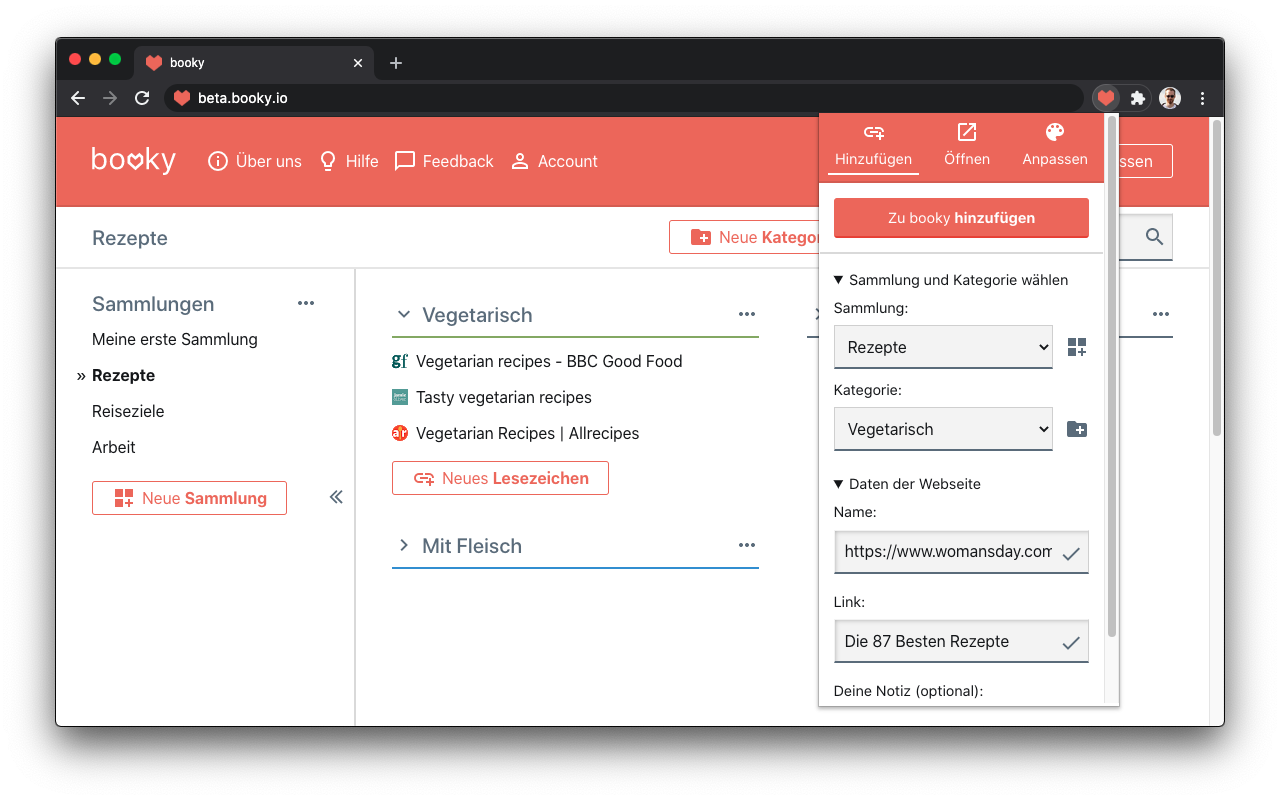 booky
beta.booky.io
booky
Über uns
Hilfe
Feedback
Account
ssen
Rezepte
Neue Kategor
Sammlungen
Meine erste Sammlung
» Rezepte
Reiseziele
Arbeit
Neue Sammlung
Vegetarisch
gf Vegetarian recipes - BBC Good Food
Tasty vegetarian recipes
ar Vegetarian Recipes | Allrecipes
Neues Lesezeichen
Mit Fleisch
Hinzufügen
Öffnen
Anpassen
Zu booky hinzufügen
Sammlung und Kategorie wählen
Sammlung:
Rezepte
Kategorie:
Vegetarisch
Daten der Webseite
Name:
https://www.womansday.com
Link:
Die 87 Besten Rezepte
Deine Notiz (optional):